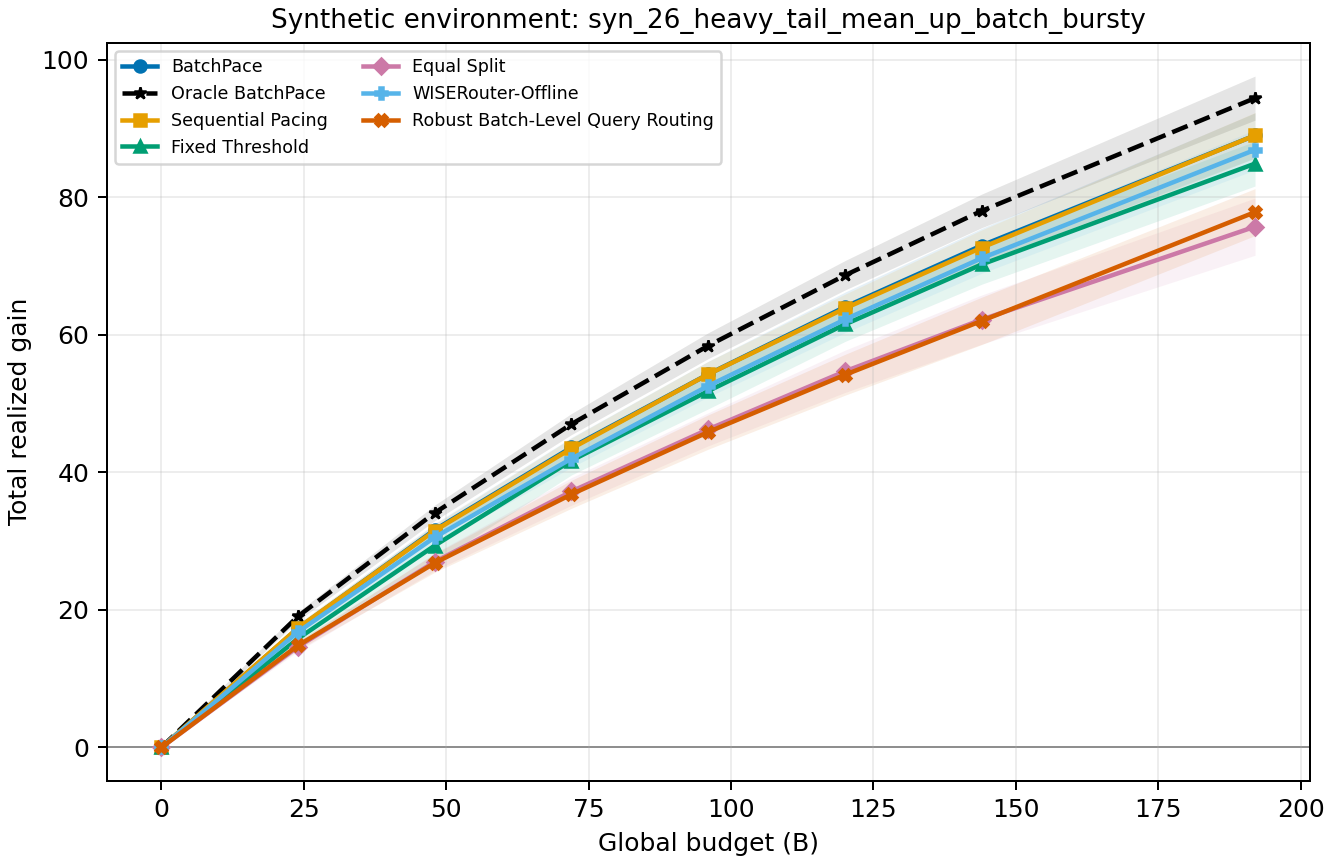 Synthetic environment: syn_26_heavy_tail_mean_up_batch_bursty
BatchPace
Oracle BatchPace
Sequential Pacing
Fixed Threshold
Equal Split
WISERouter-Offline
Robust Batch-Level Query Routing
Total realized gain
100
80
60
40
20
0
0
25
50
75
100
125
150
175
200
Global budget (B)